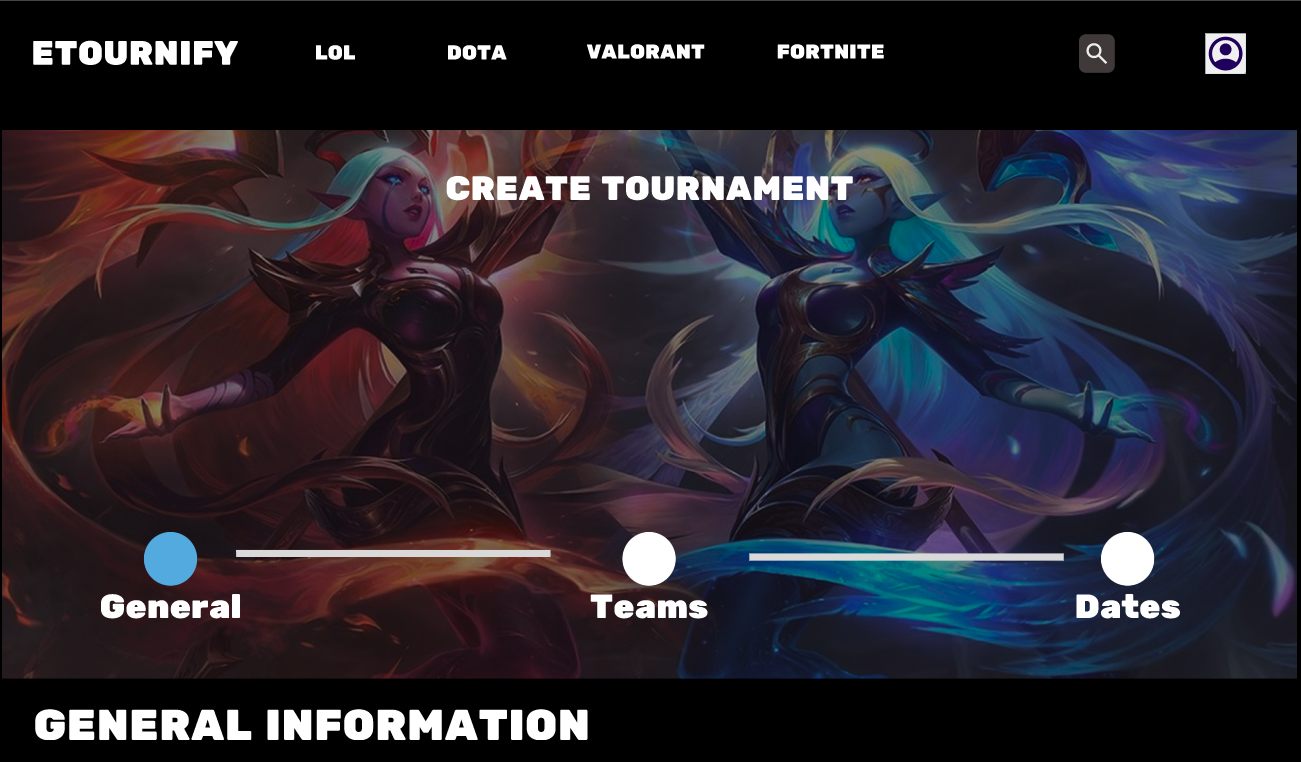 ETOURNIFY LOL DOTA VALORANT FORTNITE
CREATE TOURNAMENT
General Teams Dates
GENERAL INFORMATION